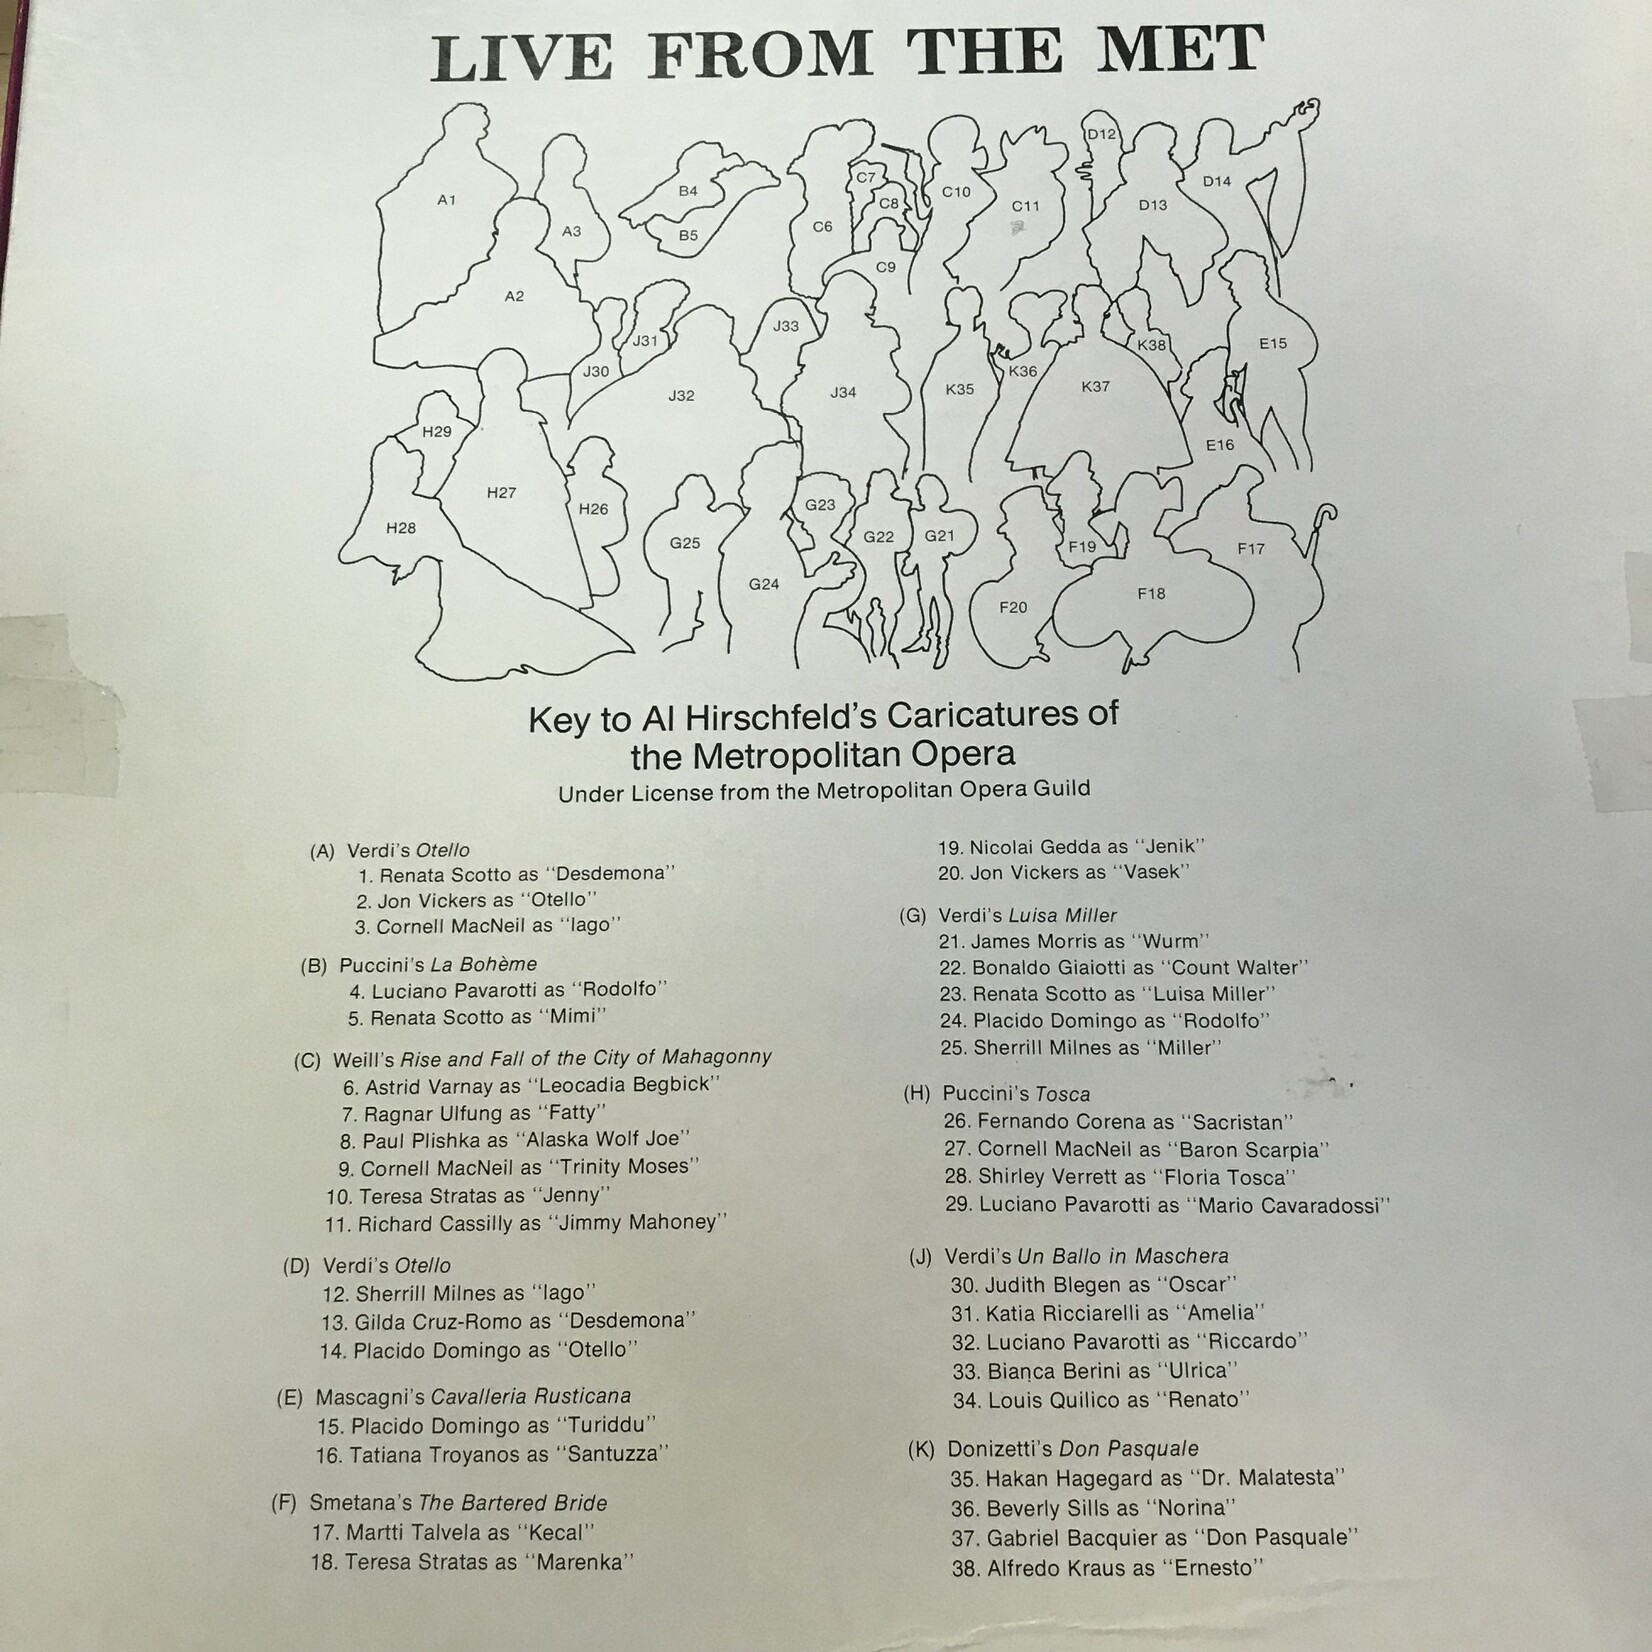 LIVE FROM THE MET
A1
A2
A3
B4
B5
C6
C7
C8
C9
C10
C11
D12
D13
D14
E15
E16
J30
J31
J32
J33
J34
K35
K36
K37
K38
H29
H28
H27
H26
G25
G24
G23
G22
G21
F20
F19
F18
F17
Key to Al Hirschfeld's Caricatures of
the Metropolitan Opera
Under License from the Metropolitan Opera Guild
(A) Verdi's Otello
1. Renata Scotto as "Desdemona"
2. Jon Vickers as "Otello"
3. Cornell MacNeil as "Iago"
(B) Puccini's La Bohème
4. Luciano Pavarotti as "Rodolfo"
5. Renata Scotto as "Mimi"
(C) Weill's Rise and Fall of the City of Mahagonny
6. Astrid Varnay as "Leocadia Begbick"
7. Ragnar Ulfung as "Fatty"
8. Paul Plishka as "Alaska Wolf Joe"
9. Cornell MacNeil as "Trinity Moses"
10. Teresa Stratas as "Jenny"
11. Richard Cassilly as "Jimmy Mahoney"
(D) Verdi's Otello
12. Sherrill Milnes as "Iago"
13. Gilda Cruz-Romo as "Desdemona"
14. Placido Domingo as "Otello"
(E) Mascagni's Cavalleria Rusticana
15. Placido Domingo as "Turiddu"
16. Tatiana Troyanos as "Santuzza"
(F) Smetana's The Bartered Bride
17. Martti Talvela as "Kecal"
18. Teresa Stratas as "Marenka"
19. Nicolai Gedda as "Jenik"
20. Jon Vickers as "Vasek"
(G) Verdi's Luisa Miller
21. James Morris as "Wurm"
22. Bonaldo Giaiotti as "Count Walter"
23. Renata Scotto as "Luisa Miller"
24. Placido Domingo as "Rodolfo"
25. Sherrill Milnes as "Miller"
(H) Puccini's Tosca
26. Fernando Corena as "Sacristan"
27. Cornell MacNeil as "Baron Scarpia"
28. Shirley Verrett as "Floria Tosca"
29. Luciano Pavarotti as "Mario Cavaradossi"
(J) Verdi's Un Ballo in Maschera
30. Judith Blegen as "Oscar"
31. Katia Ricciarelli as "Amelia"
32. Luciano Pavarotti as "Riccardo"
33. Bianca Berini as "Ulrica"
34. Louis Quilico as "Renato"
(K) Donizetti's Don Pasquale
35. Hakan Hagegard as "Dr. Malatesta"
36. Beverly Sills as "Norina"
37. Gabriel Bacquier as "Don Pasquale"
38. Alfredo Kraus as "Ernesto"